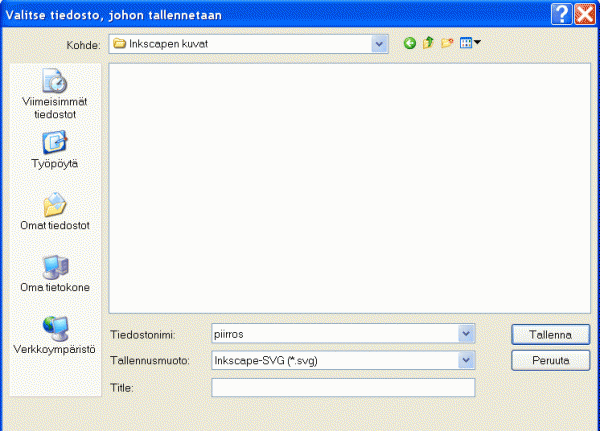 Valitse tiedosto, johon tallennetaan
Kohde: Inkscapen kuvat
Viimeisimmät
tiedostot
Työpöytä
Omat tiedostot
Oma tietokone
Verkkoympäristö
Tiedostonimi: piirros Tallenna
Tallennusmuoto: Inkscape-SVG (*.svg) Peruuta
Title: